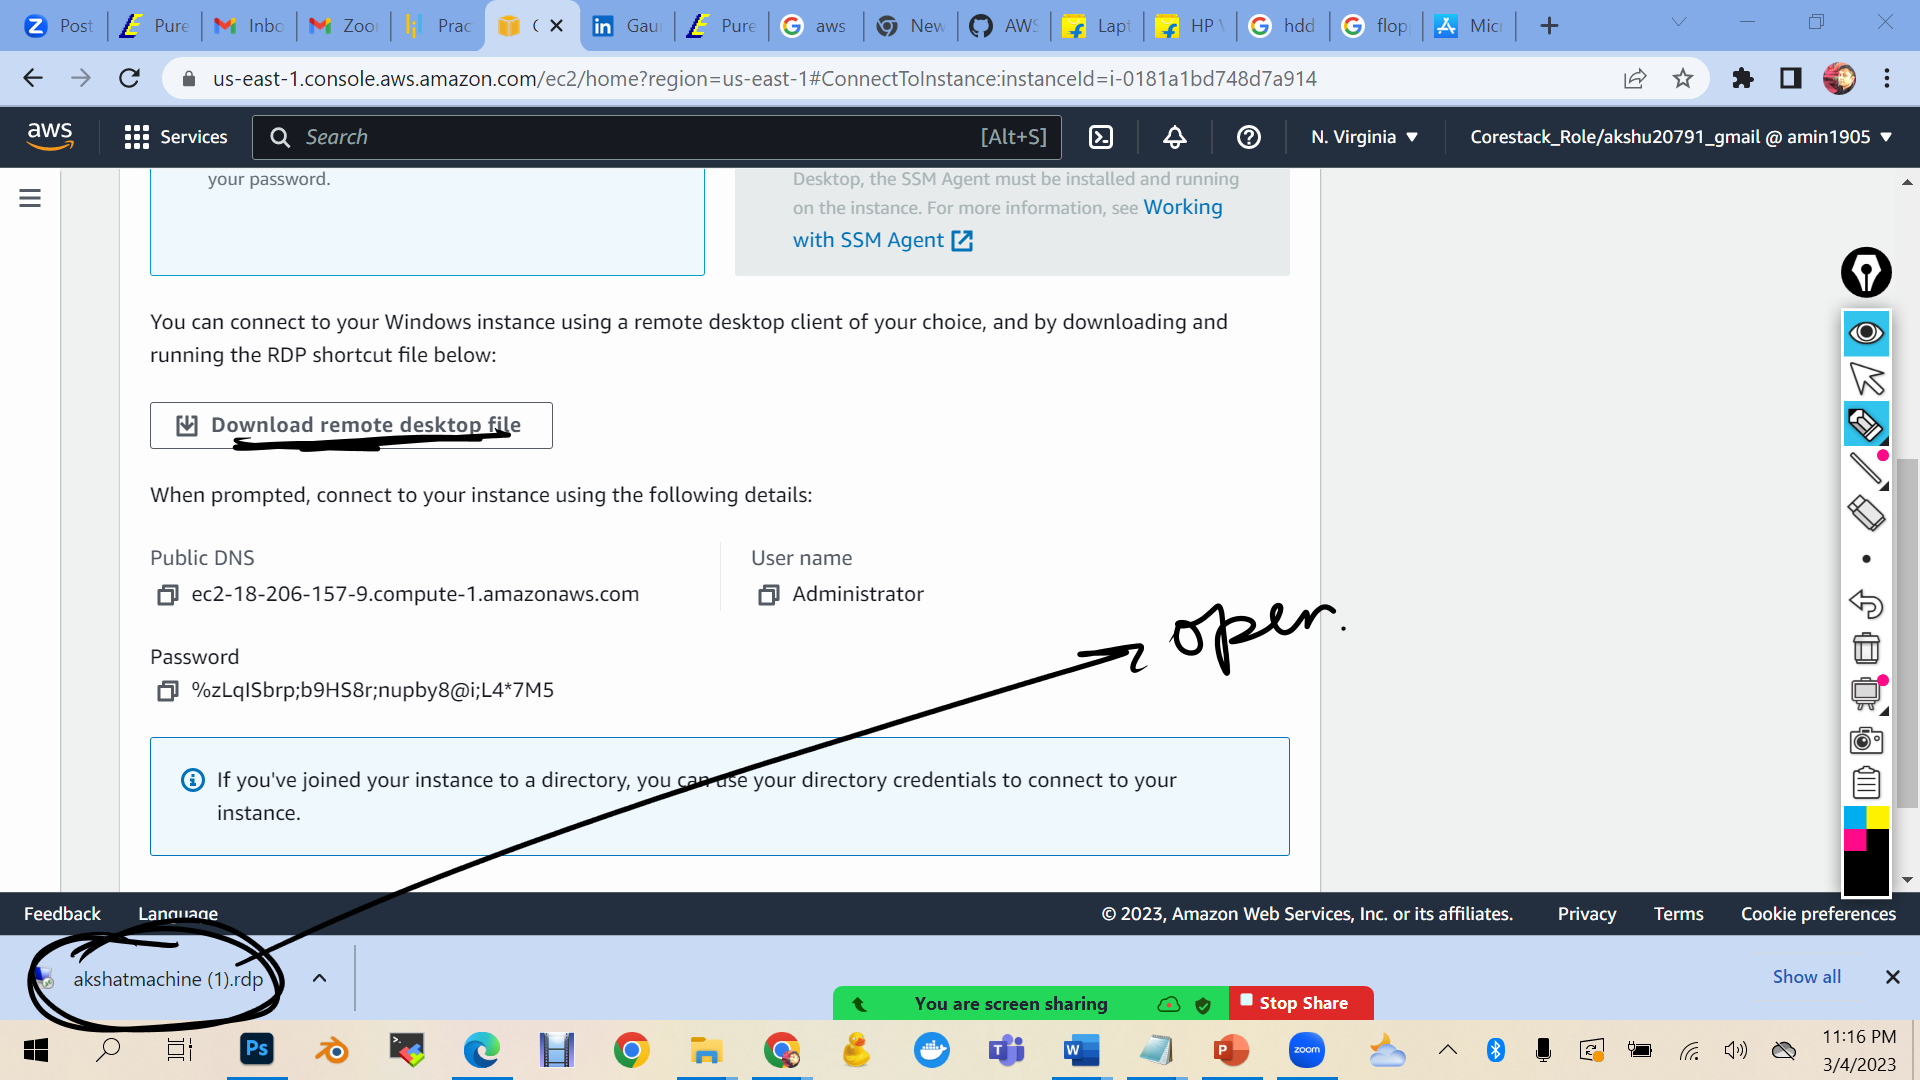 Post
Pure
Inbo
Zoor
Prac
C
in Gau
Pure
aws
New
AWS
Lapt
HP V
hdd
flop
Micr
us-east-1.console.aws.amazon.com/ec2/home?region=us-east-1#ConnectToInstance:instanceId=i-0181a1bd748d7a914
aws Services Search [Alt+S] N. Virginia Corestack_Role/akshu20791_gmail @ amin1905
your password.
Desktop, the SSM Agent must be installed and running
on the instance. For more information, see Working
with SSM Agent
You can connect to your Windows instance using a remote desktop client of your choice, and by downloading and
running the RDP shortcut file below:
Download remote desktop file
When prompted, connect to your instance using the following details:
Public DNS
ec2-18-206-157-9.compute-1.amazonaws.com
User name
Administrator
open.
Password
%zLqISbrp;b9HS8r;nupby8@i;L4*7M5
If you've joined your instance to a directory, you can use your directory credentials to connect to your
instance.
Feedback Language © 2023, Amazon Web Services, Inc. or its affiliates. Privacy Terms Cookie preferences
akshatmachine (1).rdp
Show all
You are screen sharing Stop Share
Ps
T
W
P
zoom
11:16 PM
3/4/2023